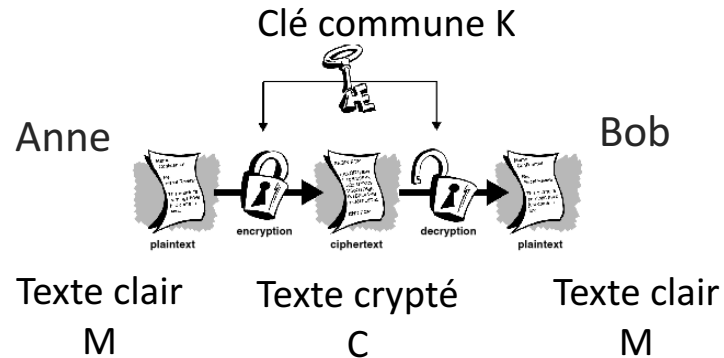 Clé commune K
Anne
Bob
plaintext
encryption
ciphertext
decryption
plaintext
Texte clair
M
Texte crypté
C
Texte clair
M